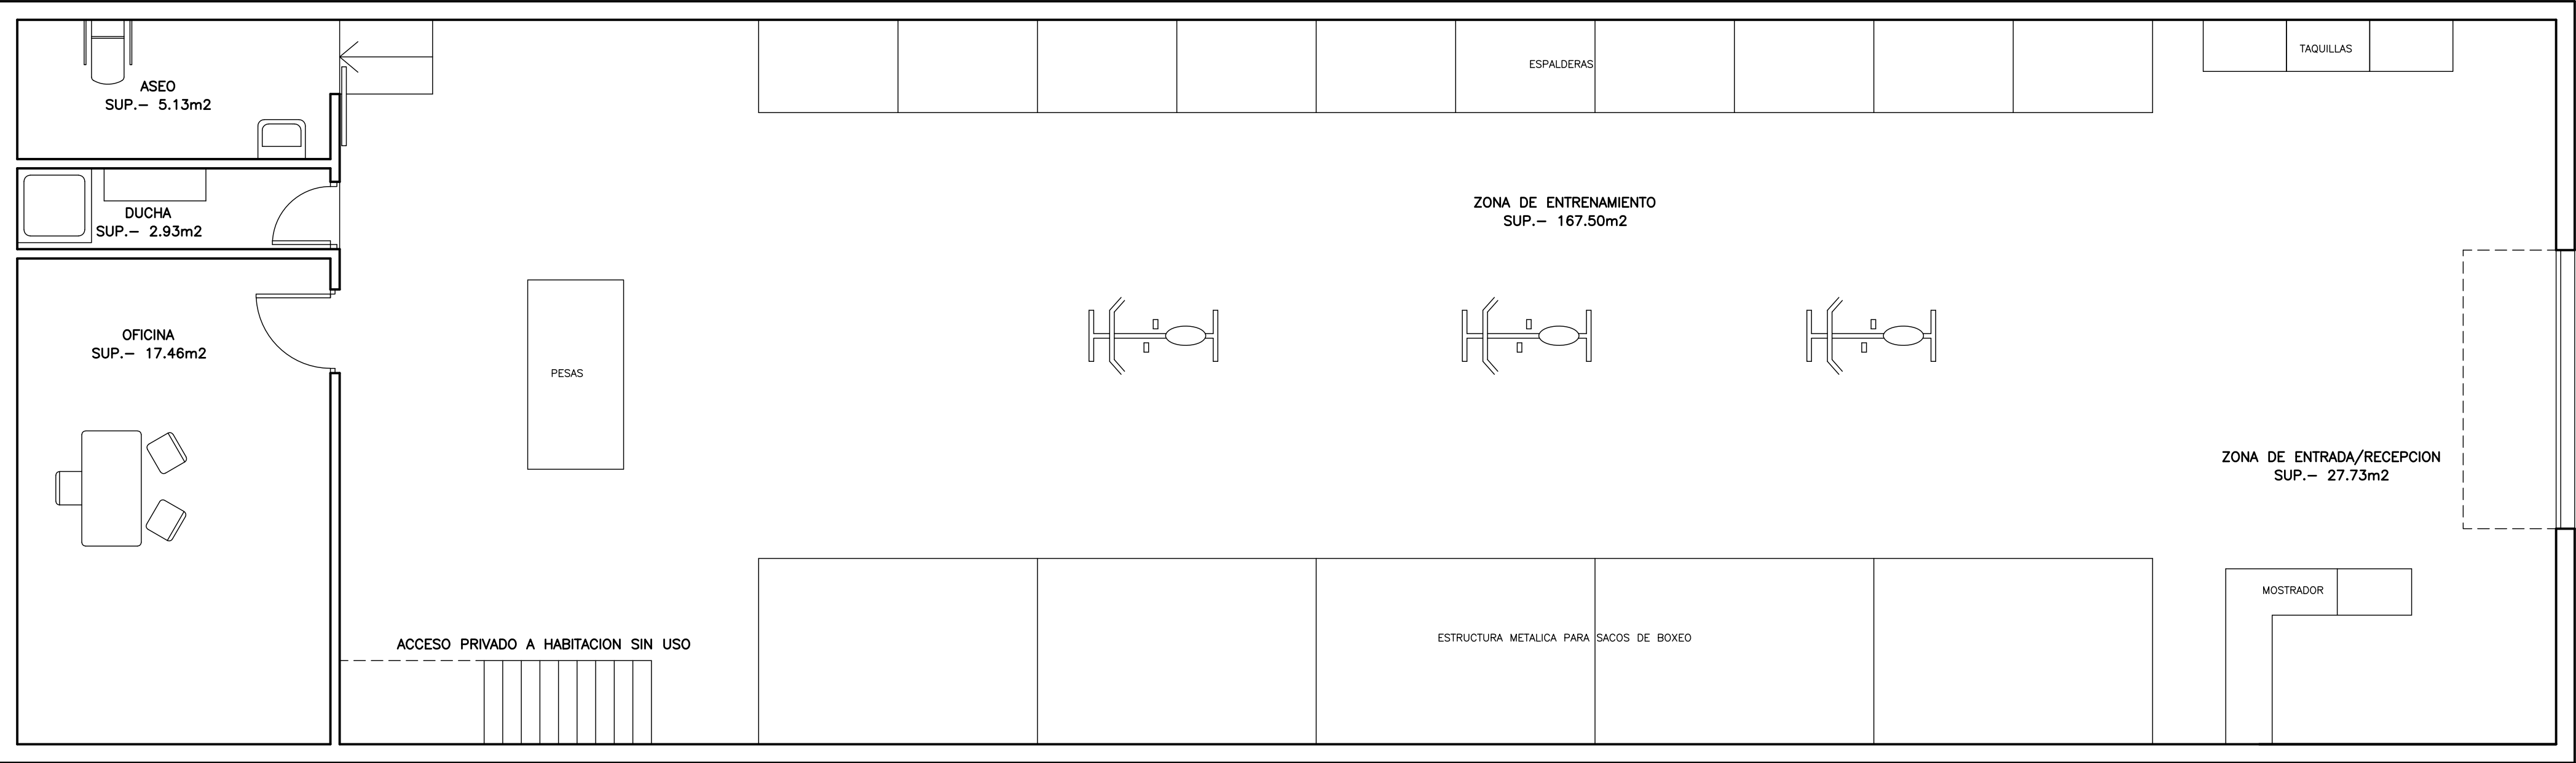 ASEO
SUP.- 5.13m2
DUCHA
SUP.- 2.93m2
OFICINA
SUP.- 17.46m2
PESAS
ACCESO PRIVADO A HABITACION SIN USO
ESPALDERAS
ZONA DE ENTRENAMIENTO
SUP.- 167.50m2
ESTRUCTURA METALICA PARA SACOS DE BOXEO
TAQUILLAS
ZONA DE ENTRADA/RECEPCION
SUP.- 27.73m2
MOSTRADOR